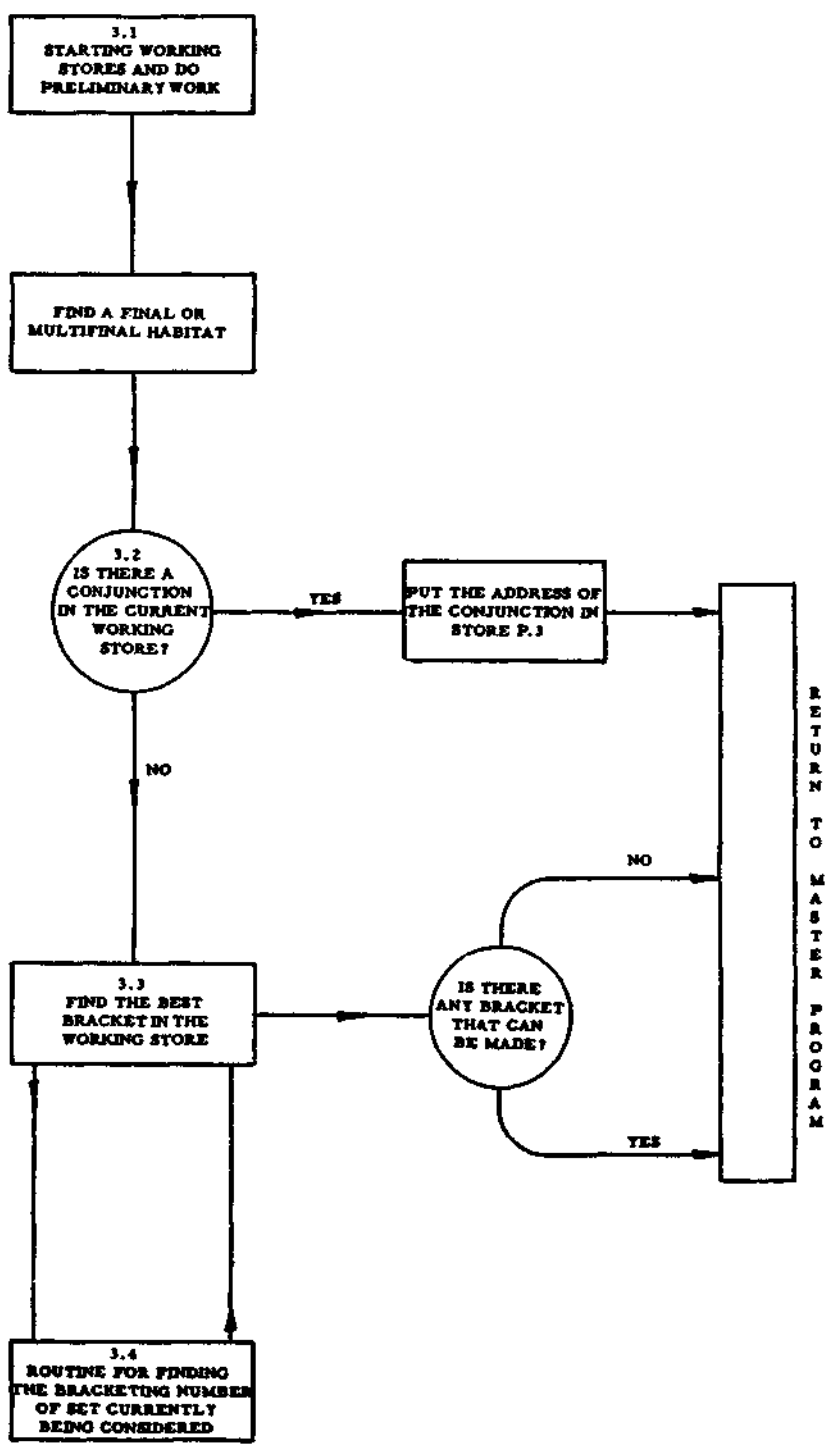 3.1
STARTING WORKING
STORES AND DO
PRELIMINARY WORK
FIND A FINAL OR
MULTIFINAL HABITAT
3.2
IS THERE A
CONJUNCTION
IN THE CURRENT
WORKING
STORE?
YES
PUT THE ADDRESS OF
THE CONJUNCTION IN
STORE P.3
NO
RETURN TO MASTER PROGRAM
NO
3.3
FIND THE BEST
BRACKET IN THE
WORKING STORE
IS THERE
ANY BRACKET
THAT CAN
BE MADE?
YES
3.4
ROUTINE FOR FINDING
THE BRACKETING NUMBER
OF SET CURRENTLY
BEING CONSIDERED